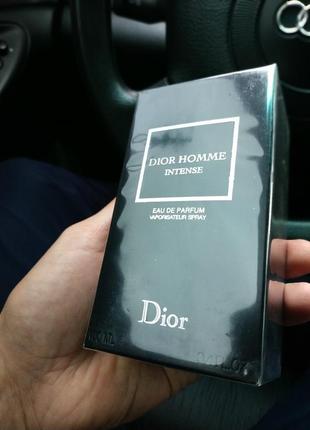 DIOR HOMME
INTENSE
EAU DE PARFUM
VAPORISATEUR SPRAY
Dior